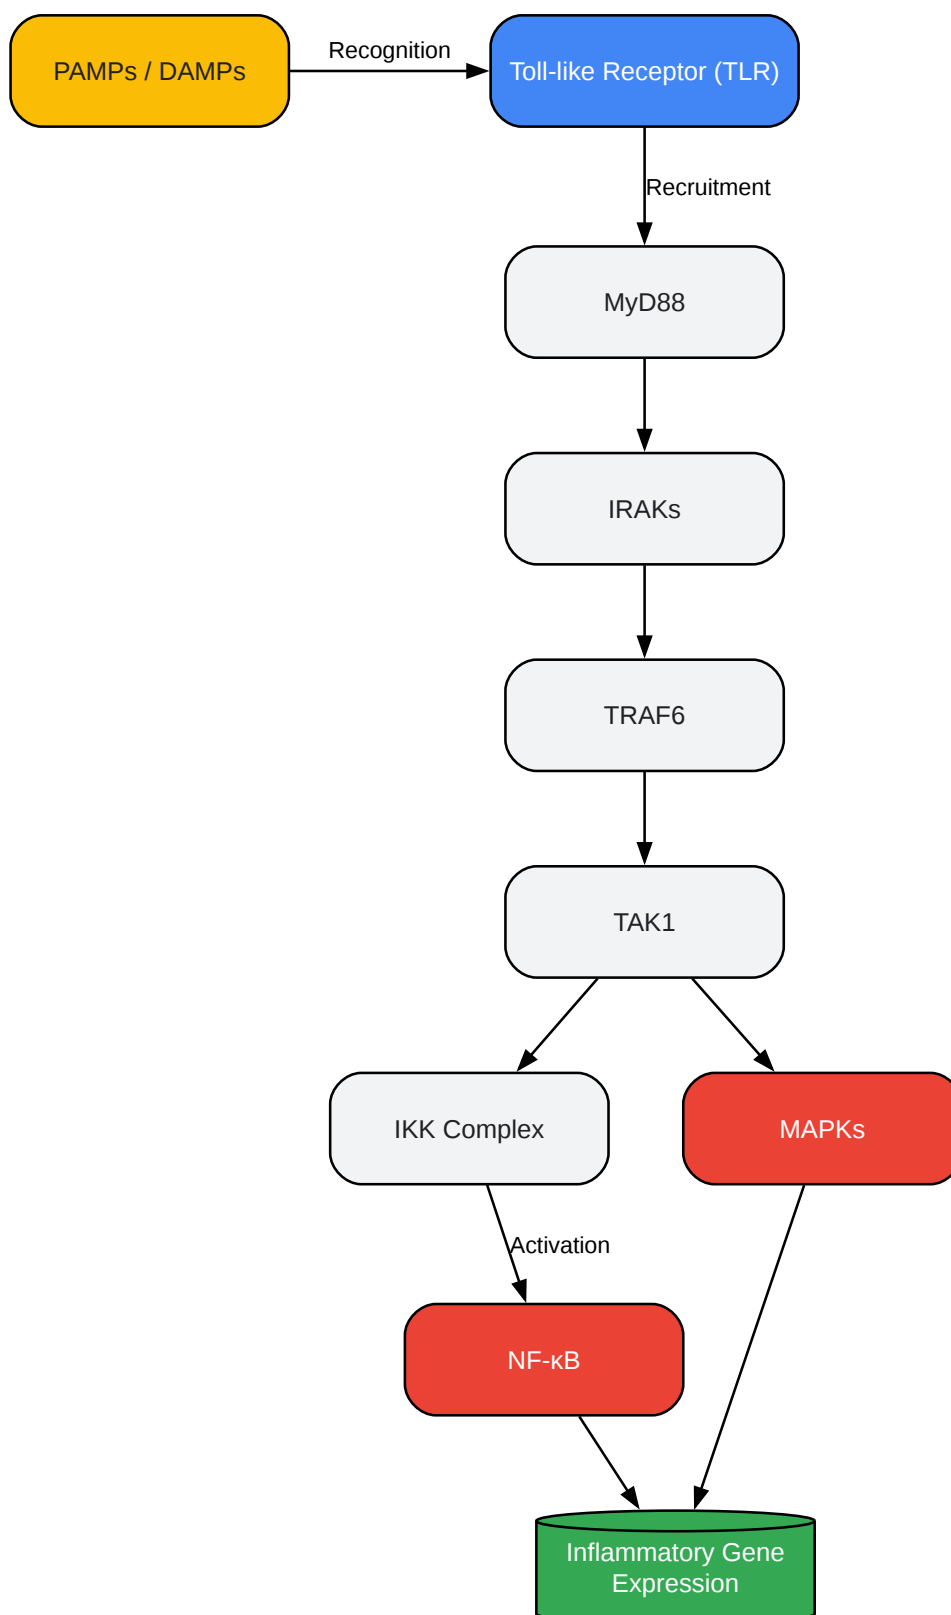 PAMPs / DAMPs
Recognition
Toll-like Receptor (TLR)
Recruitment
MyD88
IRAKs
TRAF6
TAK1
IKK Complex
MAPKs
Activation
NF-κB
Inflammatory Gene
Expression